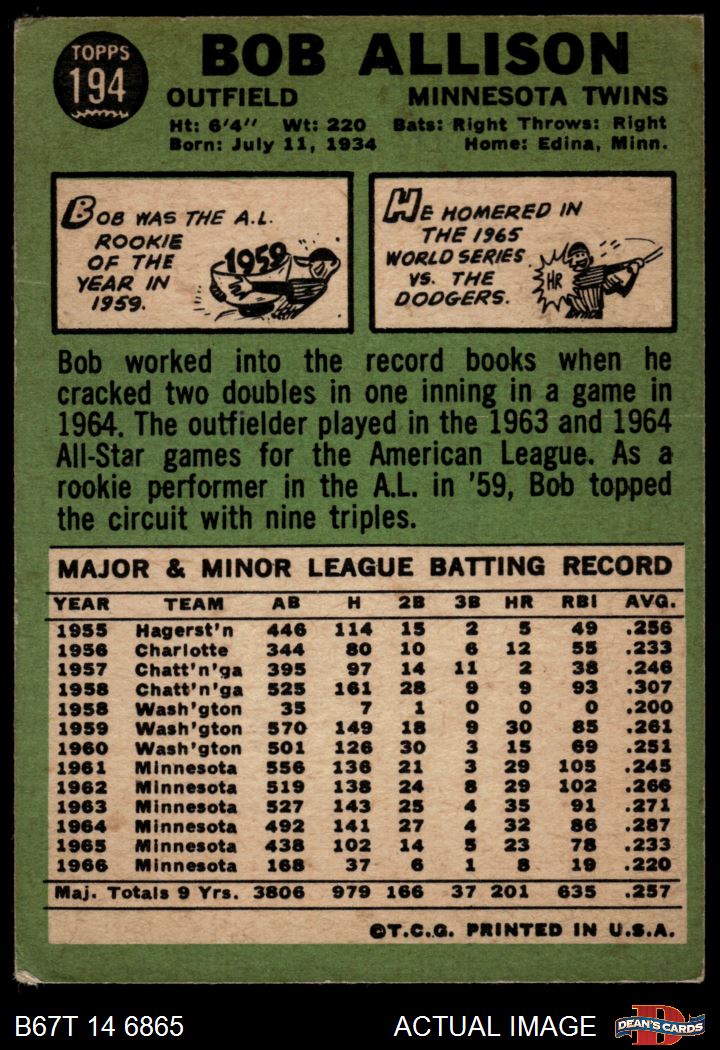 TOPPS
194
BOB ALLISON
OUTFIELD MINNESOTA TWINS
Ht: 6'4" Wt: 220 Bats: Right Throws: Right
Born: July 11, 1934 Home: Edina, Minn.
BOB WAS THE A.L.
ROOKIE
OF THE
YEAR IN
1959.
1959
HE HOMERED IN
THE 1965
WORLD SERIES
VS. THE
DODGERS.
HR
Bob worked into the record books when he
cracked two doubles in one inning in a game in
1964. The outfielder played in the 1963 and 1964
All-Star games for the American League. As a
rookie performer in the A.L. in '59, Bob topped
the circuit with nine triples.
MAJOR & MINOR LEAGUE BATTING RECORD
YEAR TEAM AB H 2B 3B HR RBI AVG.
1955 Hagerst'n 446 114 15 2 5 49 .256
1956 Charlotte 344 80 10 6 12 55 .233
1957 Chatt'n'ga 395 97 14 11 2 38 .246
1958 Chatt'n'ga 525 161 28 9 9 93 .307
1958 Wash'gton 35 7 1 0 0 0 .200
1959 Wash'gton 570 149 18 9 30 85 .261
1960 Wash'gton 501 126 30 3 15 69 .251
1961 Minnesota 556 136 21 3 29 105 .245
1962 Minnesota 519 138 24 8 29 102 .266
1963 Minnesota 527 143 25 4 35 91 .271
1964 Minnesota 492 141 27 4 32 86 .287
1965 Minnesota 438 102 14 5 23 78 .233
1966 Minnesota 168 37 6 1 8 19 .220
Maj. Totals 9 Yrs. 3806 979 166 37 201 635 .257
©T.C.G. PRINTED IN U.S.A.
B67T 14 6865 ACTUAL IMAGE
DEAN'S CARDS